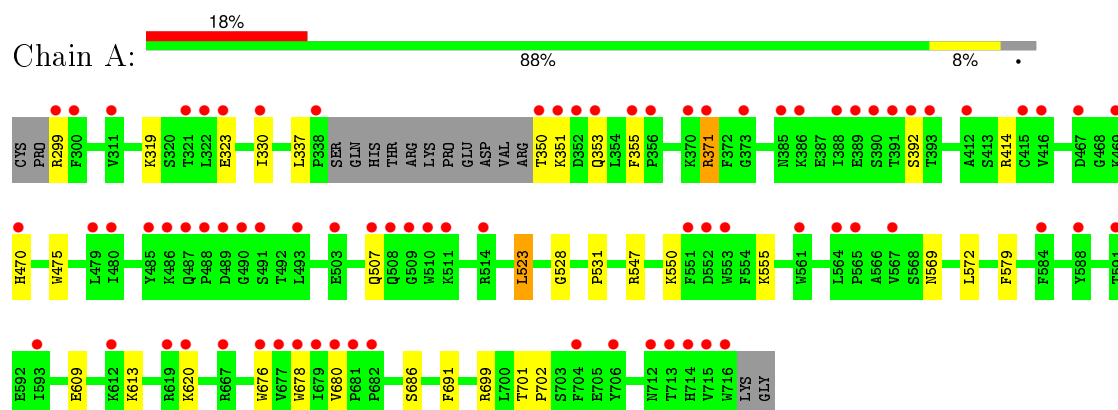 18%
Chain A:
88% 8% •
CYS PRO R299 F300 V311 K319 S320 T321 L322 E323 I330 L337 P338 SER GLN HIS THR ARG LYS PRO GLU ASP VAL ARG T350 K351 D352 Q353 L354 F355 P356 K370 R371 F372 G373 N385 K386 E387 I388 E389 S390 T391 S392 T393 A412 S413 R414 C415 V416 D467 G468 K469
H470 W475 L479 I480 Y485 K486 Q487 P488 D489 G490 S491 T492 L493 E503 Q507 Q508 G509 W510 K511 R514 L523 G528 P531 R547 K550 F551 D552 W553 F554 K555 W561 L564 P565 A566 V567 S568 N569 L572 F579 F584 Y588 T591
E592 I593 E609 K612 K613 R619 K620 R667 W676 V677 W678 I679 V680 P681 P682 S686 F691 R699 L700 T701 P702 S703 F704 E705 Y706 N712 T713 H714 V715 W716 LYS GLY